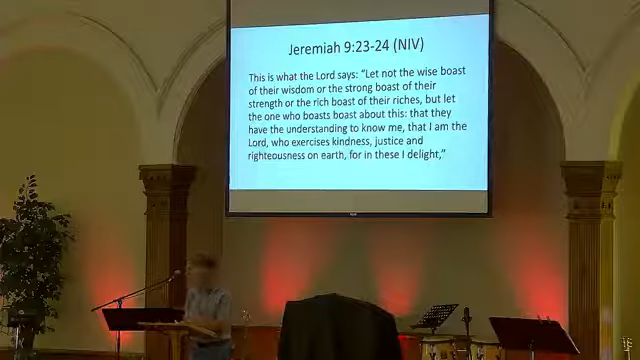 Jeremiah 9:23-24 (NIV)
This is what the Lord says: "Let not the wise boast
of their wisdom or the strong boast of their
strength or the rich boast of their riches, but let
the one who boasts boast about this: that they
have the understanding to know me, that I am the
Lord, who exercises kindness, justice and
righteousness on earth, for in these I delight,"